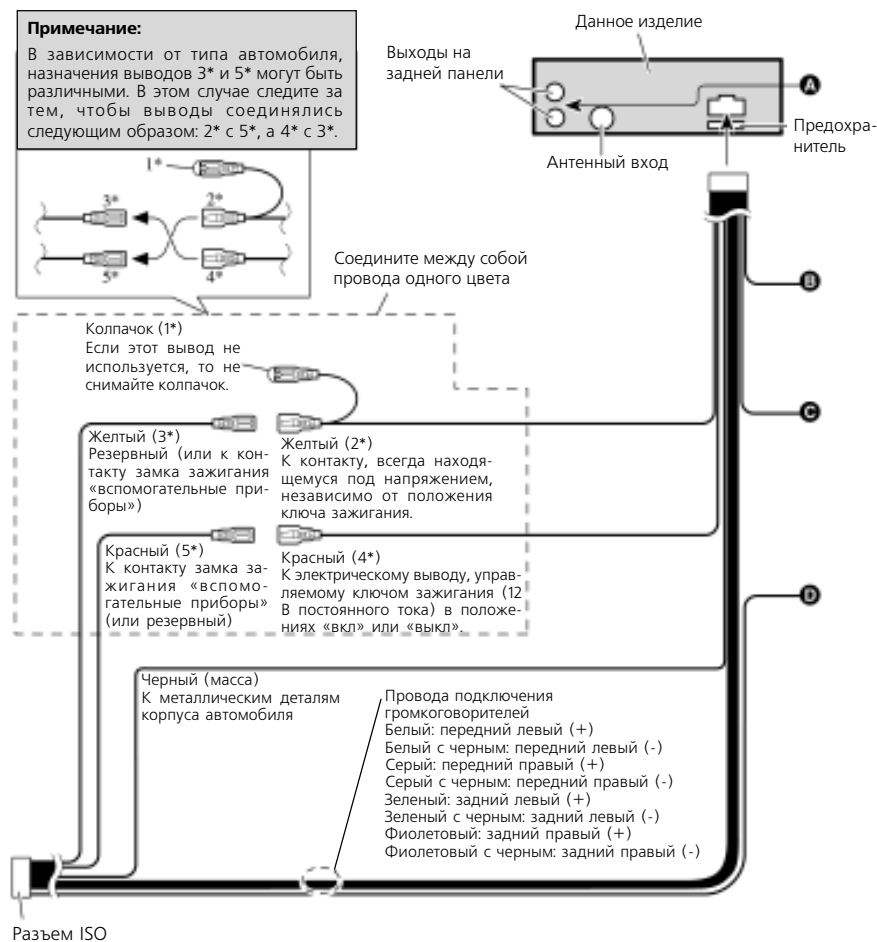 Примечание:
В зависимости от типа автомобиля,
назначения выводов 3* и 5* могут быть
различными. В этом случае следите за
тем, чтобы выводы соединялись
следующим образом: 2* с 5*, а 4* с 3*.
1*
3*
2*
5*
4*
Данное изделие
Выходы на
задней панели
A
Предохра-
нитель
Антенный вход
Соедините между собой
провода одного цвета
B
Колпачок (1*)
Если этот вывод не
используется, то не
снимайте колпачок.
C
Желтый (3*)
Резервный (или к кон-
такту замка зажигания
«вспомогательные при-
боры»)
Желтый (2*)
К контакту, всегда находя-
щемуся под напряжением,
независимо от положения
ключа зажигания.
Красный (5*)
К контакту замка за-
жигания «вспомо-
гательные приборы»
(или резервный)
Красный (4*)
К электрическому выводу, управ-
ляемому ключом зажигания (12
В постоянного тока) в положе-
ниях «вкл» или «выкл».
D
Черный (масса)
К металлическим деталям
корпуса автомобиля
Провода подключения
громкоговорителей
Белый: передний левый (+)
Белый с черным: передний левый (-)
Серый: передний правый (+)
Серый с черным: передний правый (-)
Зеленый: задний левый (+)
Зеленый с черным: задний левый (-)
Фиолетовый: задний правый (+)
Фиолетовый с черным: задний правый (-)
Разъем ISO